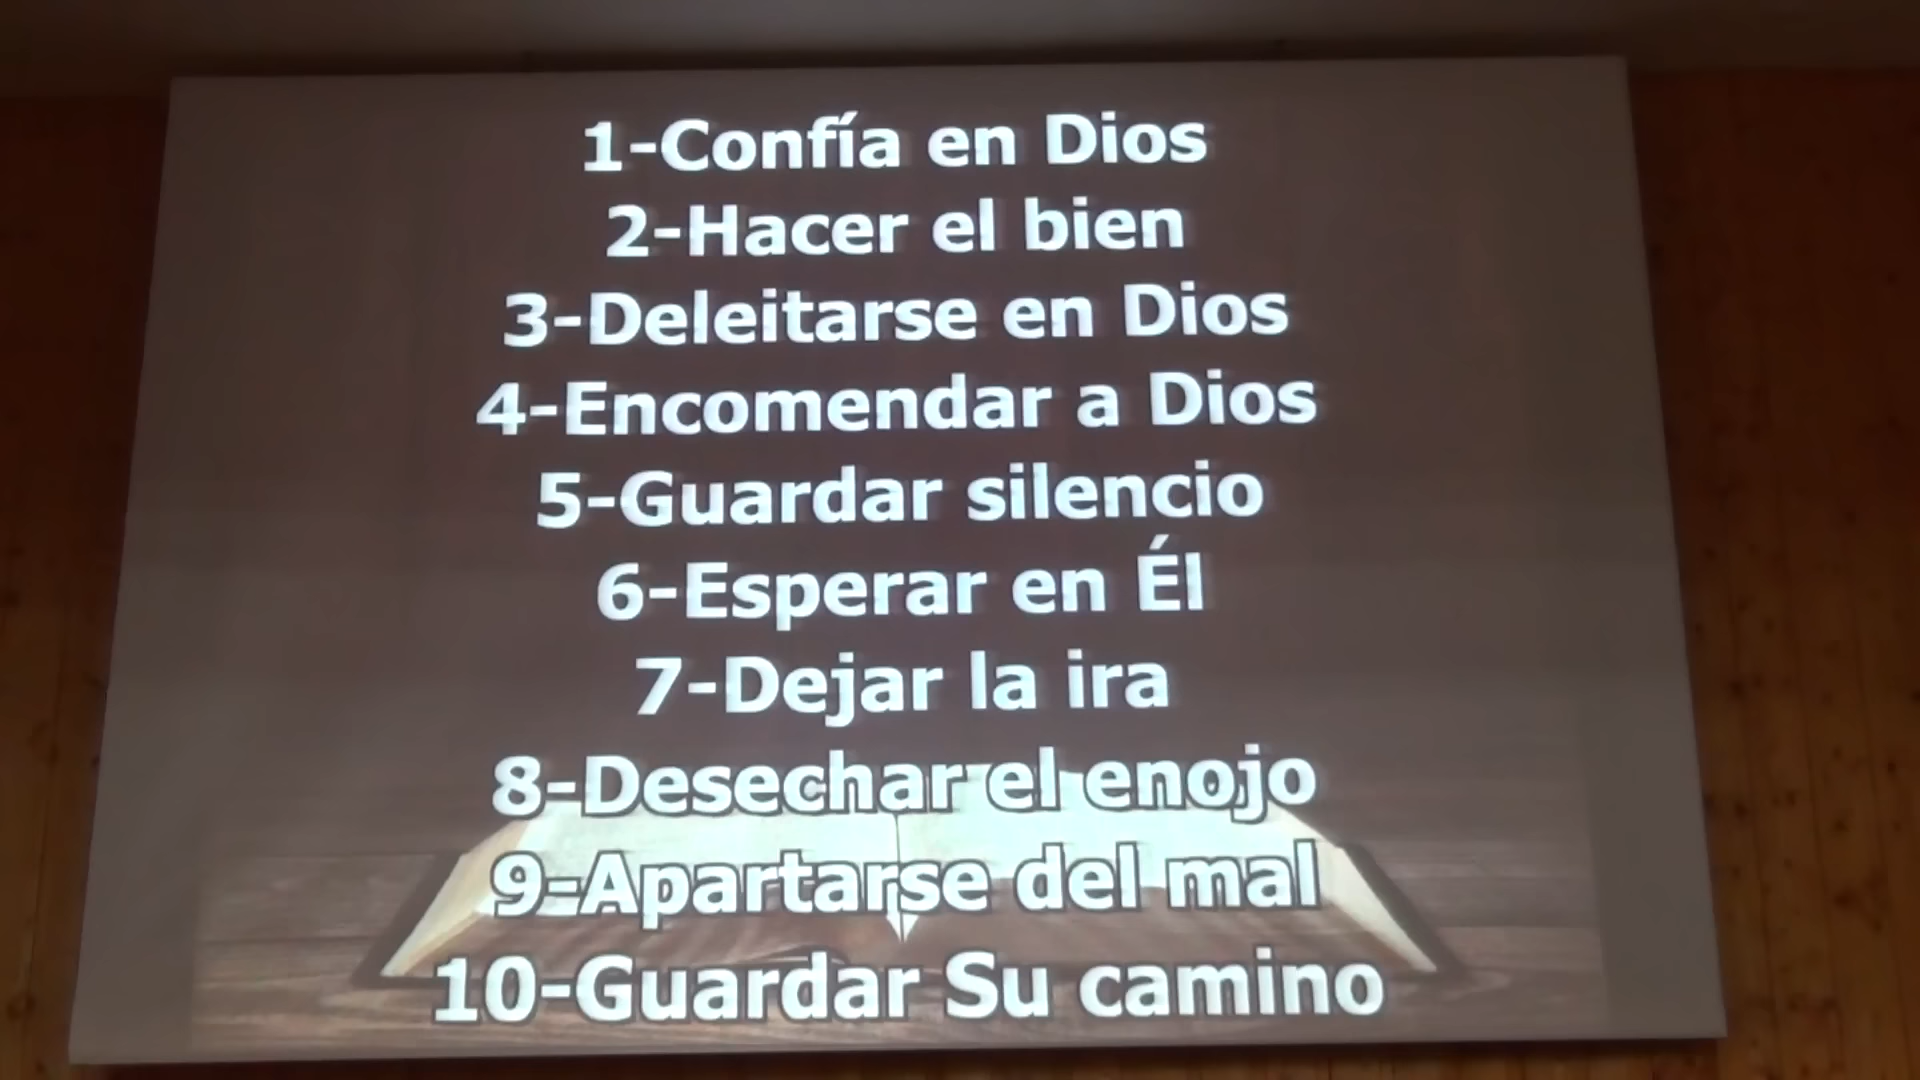 1-Confía en Dios
2-Hacer el bien
3-Deleitarse en Dios
4-Encomendar a Dios
5-Guardar silencio
6-Esperar en Él
7-Dejar la ira
8-Desechar el enojo
9-Apartarse del mal
10-Guardar Su camino